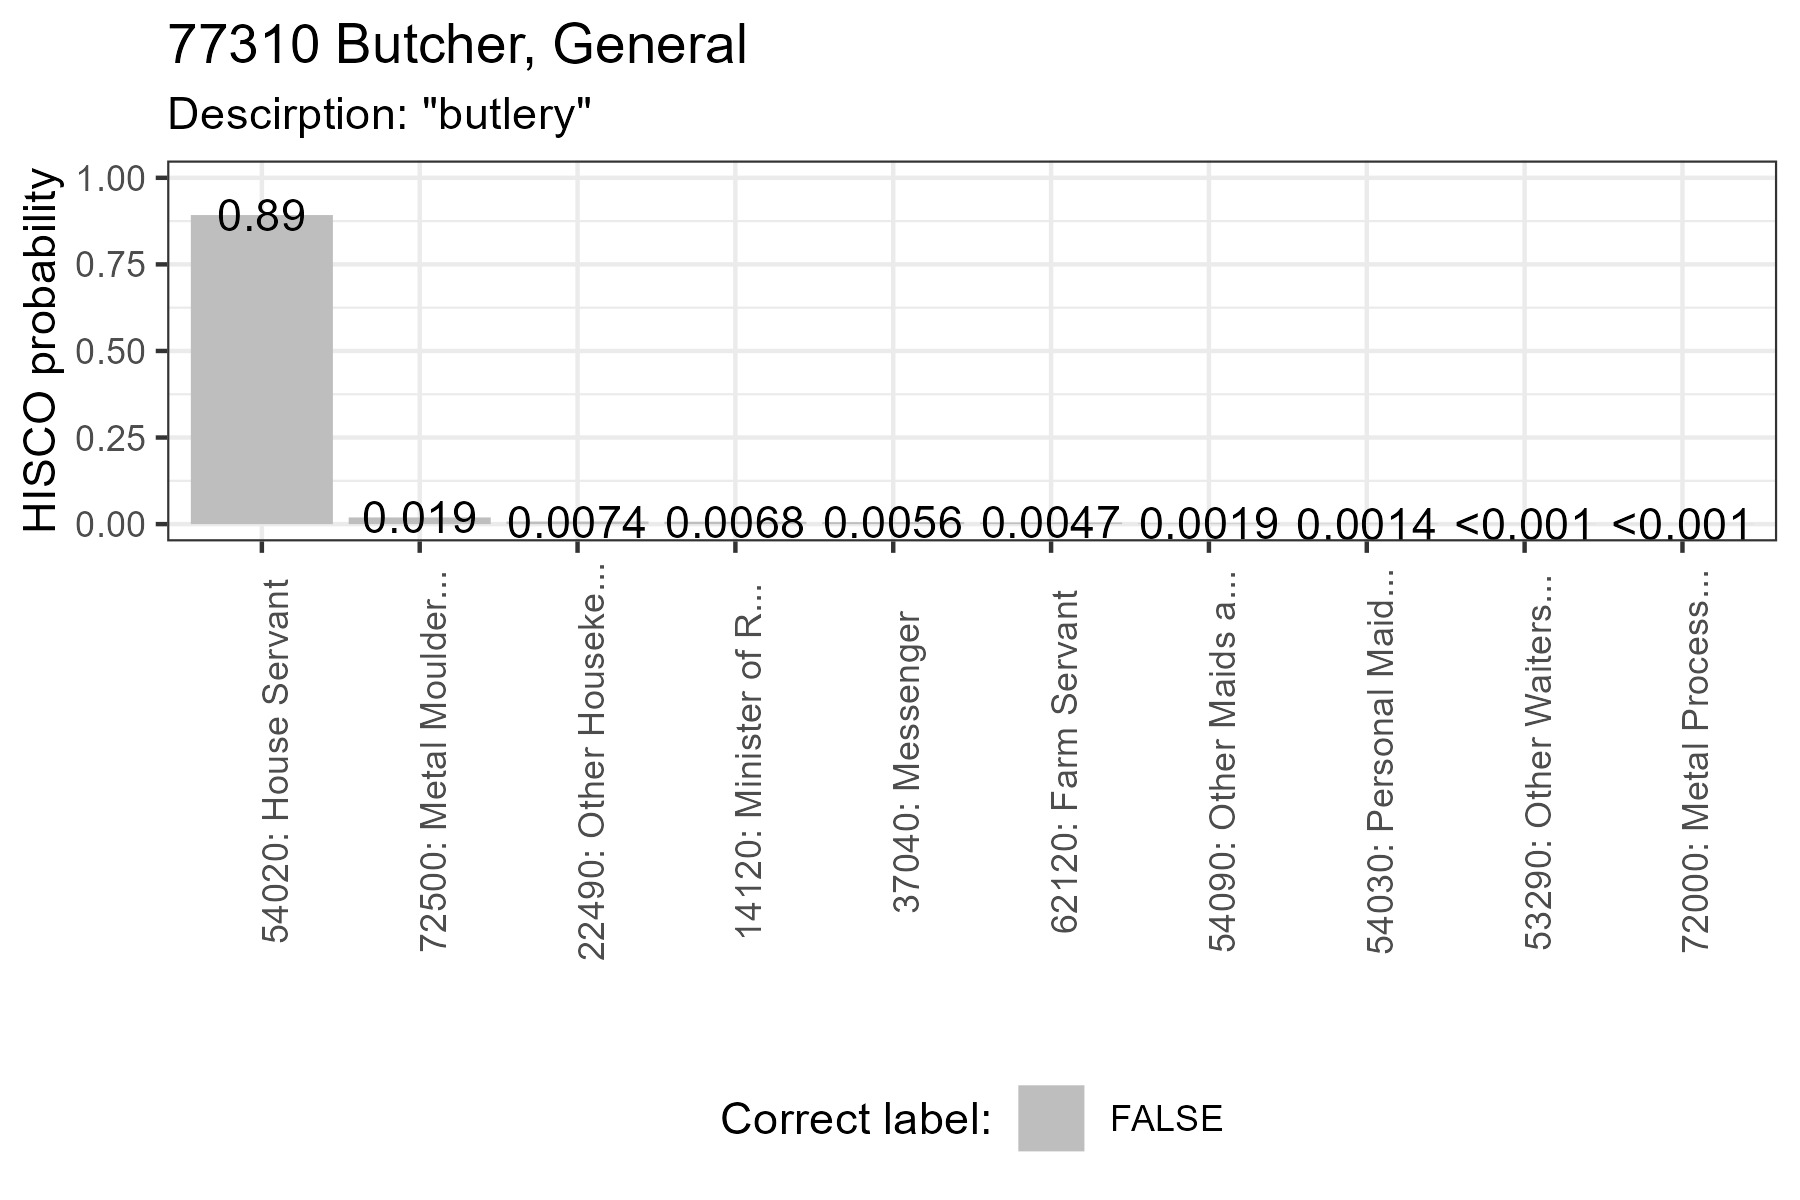 77310 Butcher, General
Descirption: "butlery"
HISCO probability
1.00
0.75
0.50
0.25
0.00
0.89
0.019
0.0074
0.0068
0.0056
0.0047
0.0019
0.0014
<0.001
<0.001
54020: House Servant
72500: Metal Moulder...
22490: Other Houseke...
14120: Minister of R...
37040: Messenger
62120: Farm Servant
54090: Other Maids a...
54030: Personal Maid...
53290: Other Waiters...
72000: Metal Process...
Correct label: FALSE